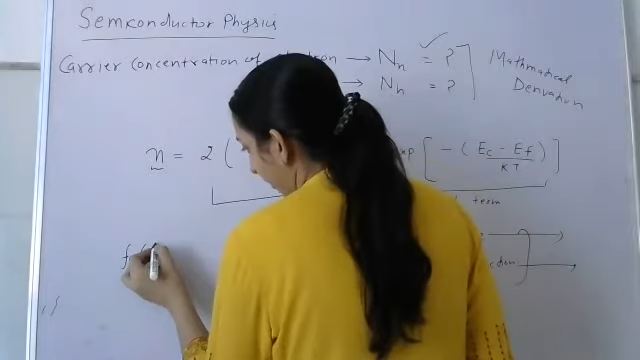 Semiconductor Physics
Carrier Concentration of electron → Nn = ? Mathematical
→ Nh = ? Derivation
n = 2 ( exp [ - ( Ec - Ef ) / KT ]
term
f (